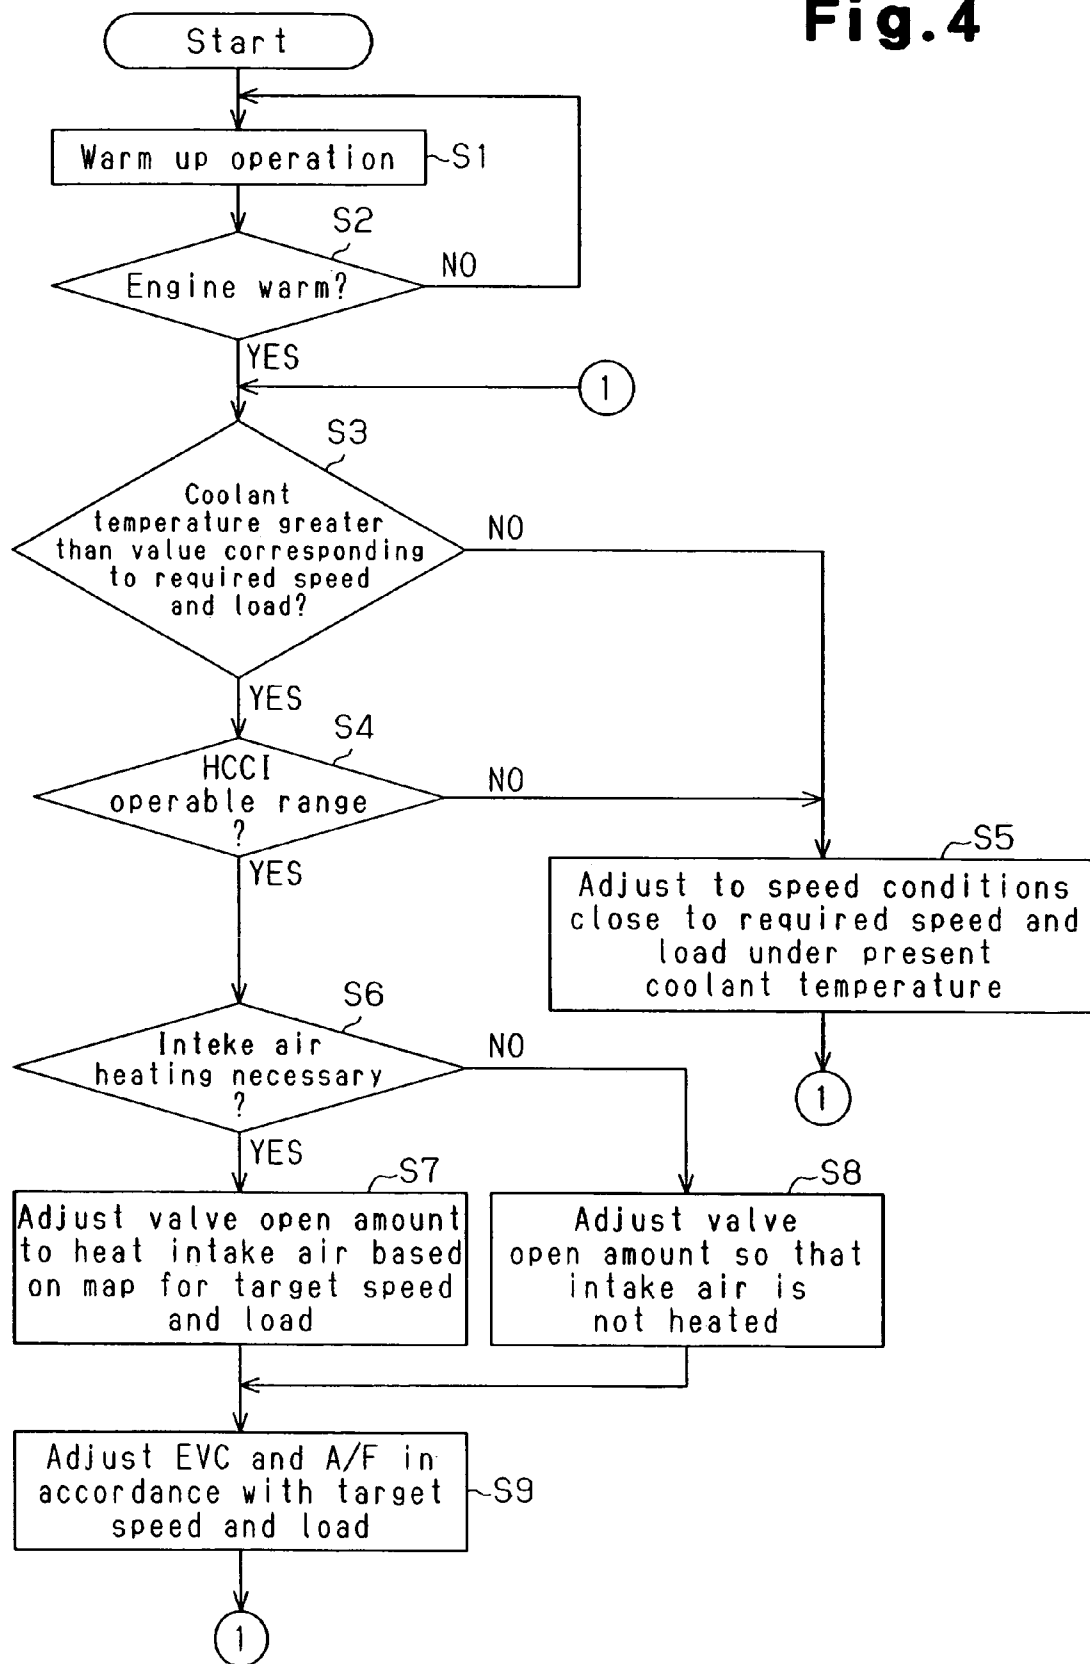 Fig.4
Start
Warm up operation
S1
S2
Engine warm?
NO
YES
1
S3
Coolant
temperature greater
than value corresponding
to required speed
and load?
NO
YES
S4
HCCI
operable range
?
NO
YES
S5
Adjust to speed conditions
close to required speed and
load under present
coolant temperature
1
S6
Inteke air
heating necessary
?
NO
YES
S7
Adjust valve open amount
to heat intake air based
on map for target speed
and load
S8
Adjust valve
open amount so that
intake air is
not heated
Adjust EVC and A/F in
accordance with target
speed and load
S9
1